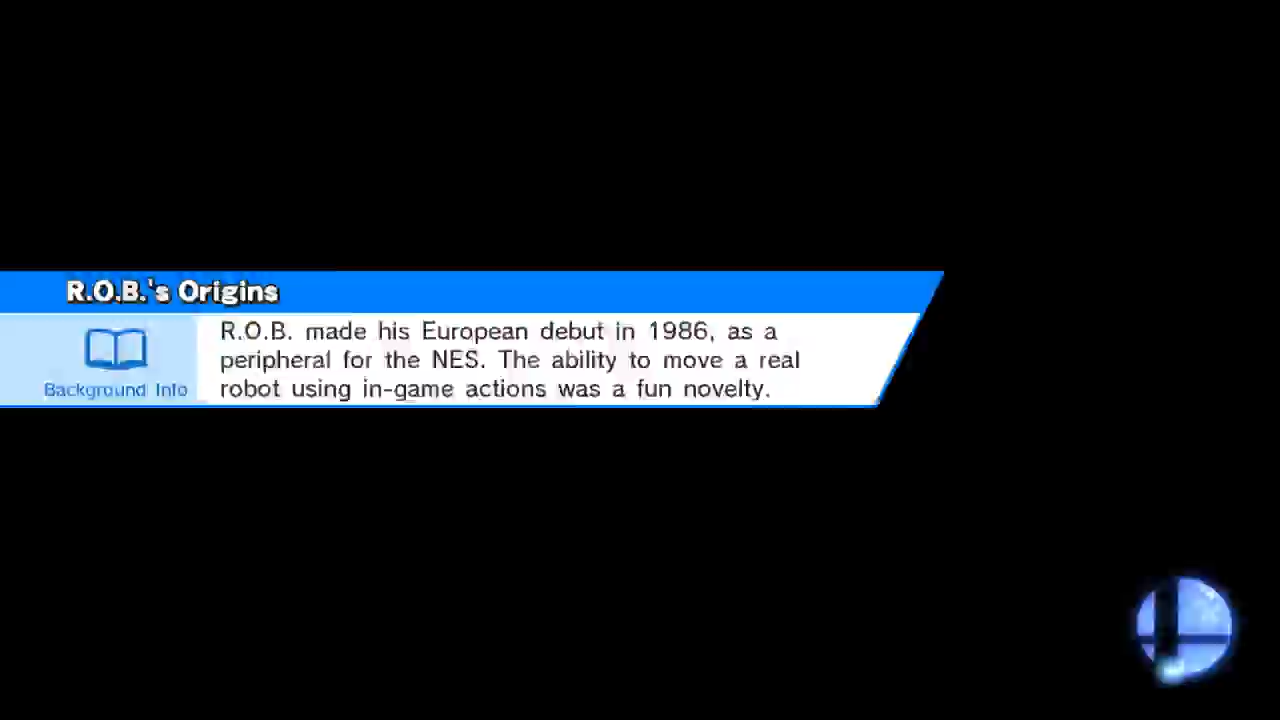 R.O.B.'s Origins
R.O.B. made his European debut in 1986, as a
peripheral for the NES. The ability to move a real
robot using in-game actions was a fun novelty.
Background Info